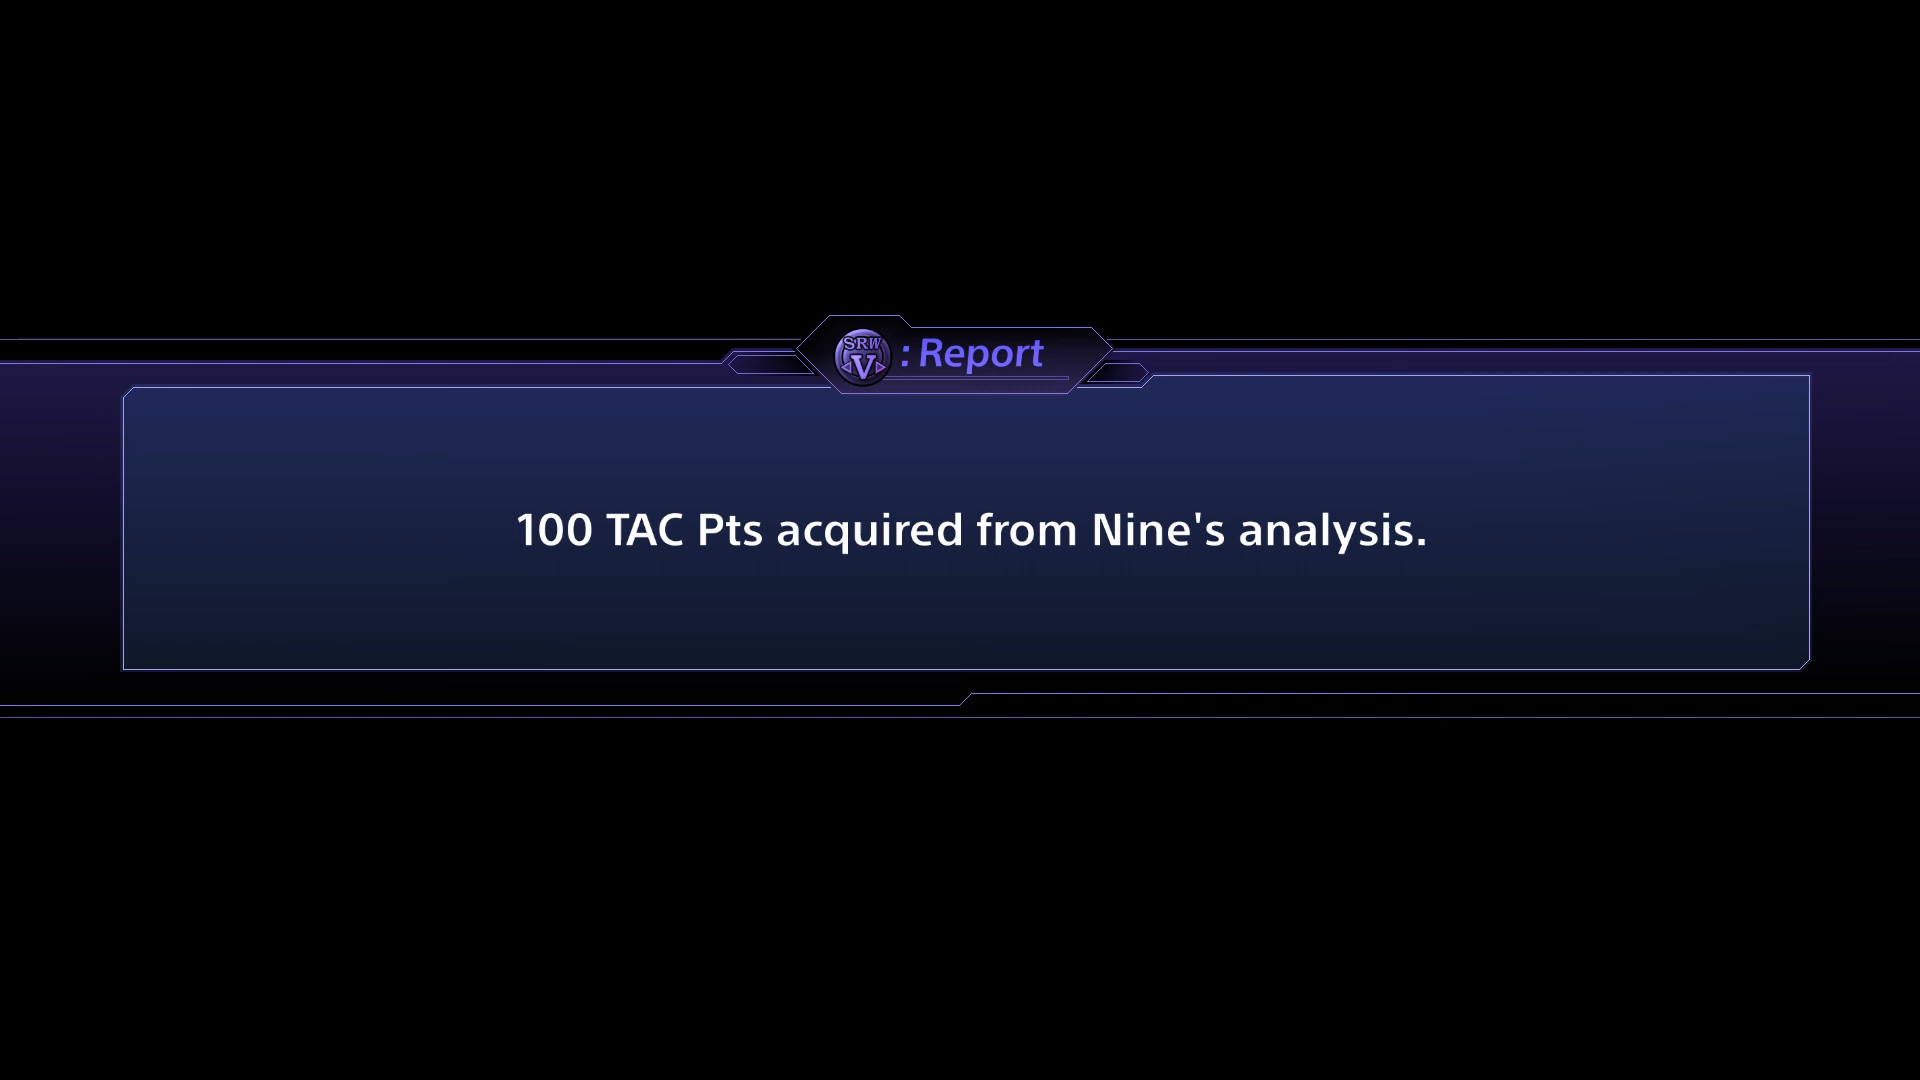 SRW
V
: Report
100 TAC Pts acquired from Nine's analysis.